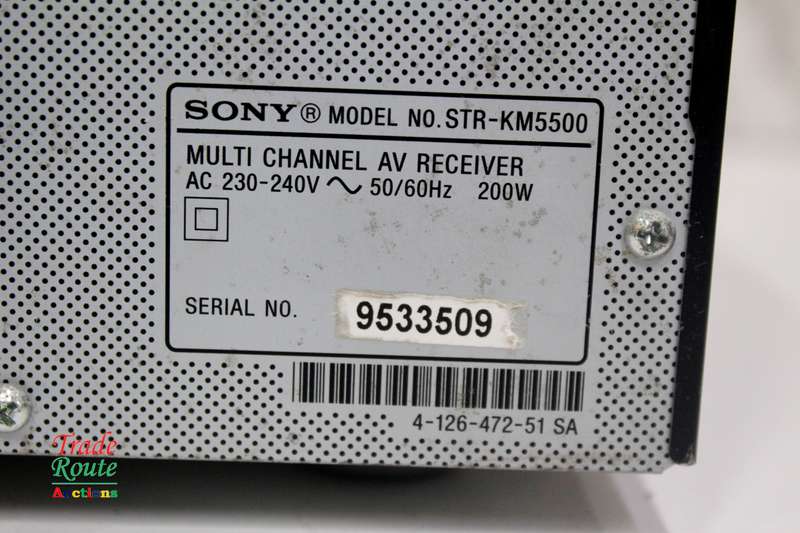 SONY® MODEL NO. STR-KM5500
MULTI CHANNEL AV RECEIVER
AC 230-240V ~ 50/60Hz 200W
SERIAL NO. 9533509
4-126-472-51 SA
Trade
Route
Auctions